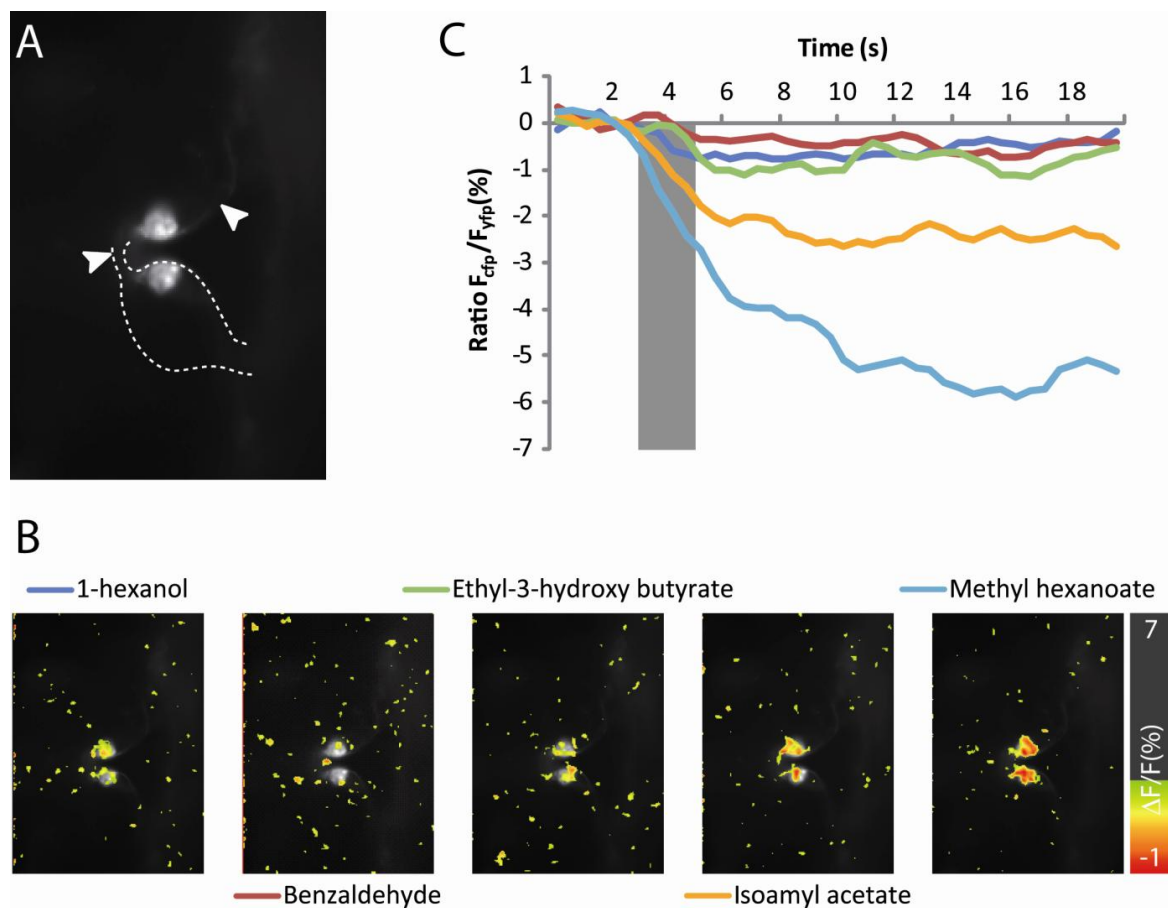 A
C
Time (s)
1
0
-1
-2
-3
-4
-5
-6
-7
2 4 6 8 10 12 14 16 18
Ratio Fcfp/Fyfp(%)
B
1-hexanol Ethyl-3-hydroxy butyrate Methyl hexanoate
7
ΔF/F(%)
-1
Benzaldehyde Isoamyl acetate